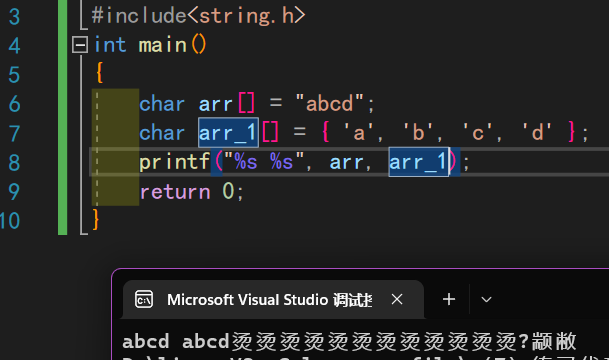 3 #include<string.h>
4 int main()
5 {
6 char arr[] = "abcd";
7 char arr_1[] = { 'a', 'b', 'c', 'd' };
8 printf("%s %s", arr, arr_1);
9 return 0;
10 }
Microsoft Visual Studio 调试
abcd abcd烫烫烫烫烫烫烫烫烫烫烫烫?颛敝